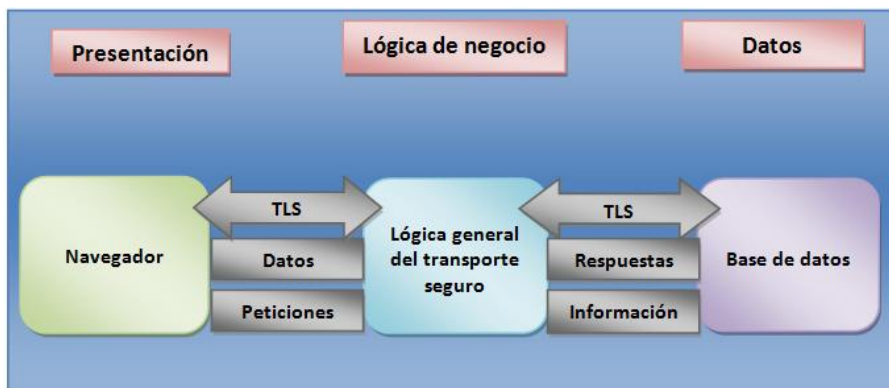 Presentación
Lógica de negocio
Datos
Navegador
TLS
Datos
Peticiones
Lógica general
del transporte
seguro
TLS
Respuestas
Información
Base de datos